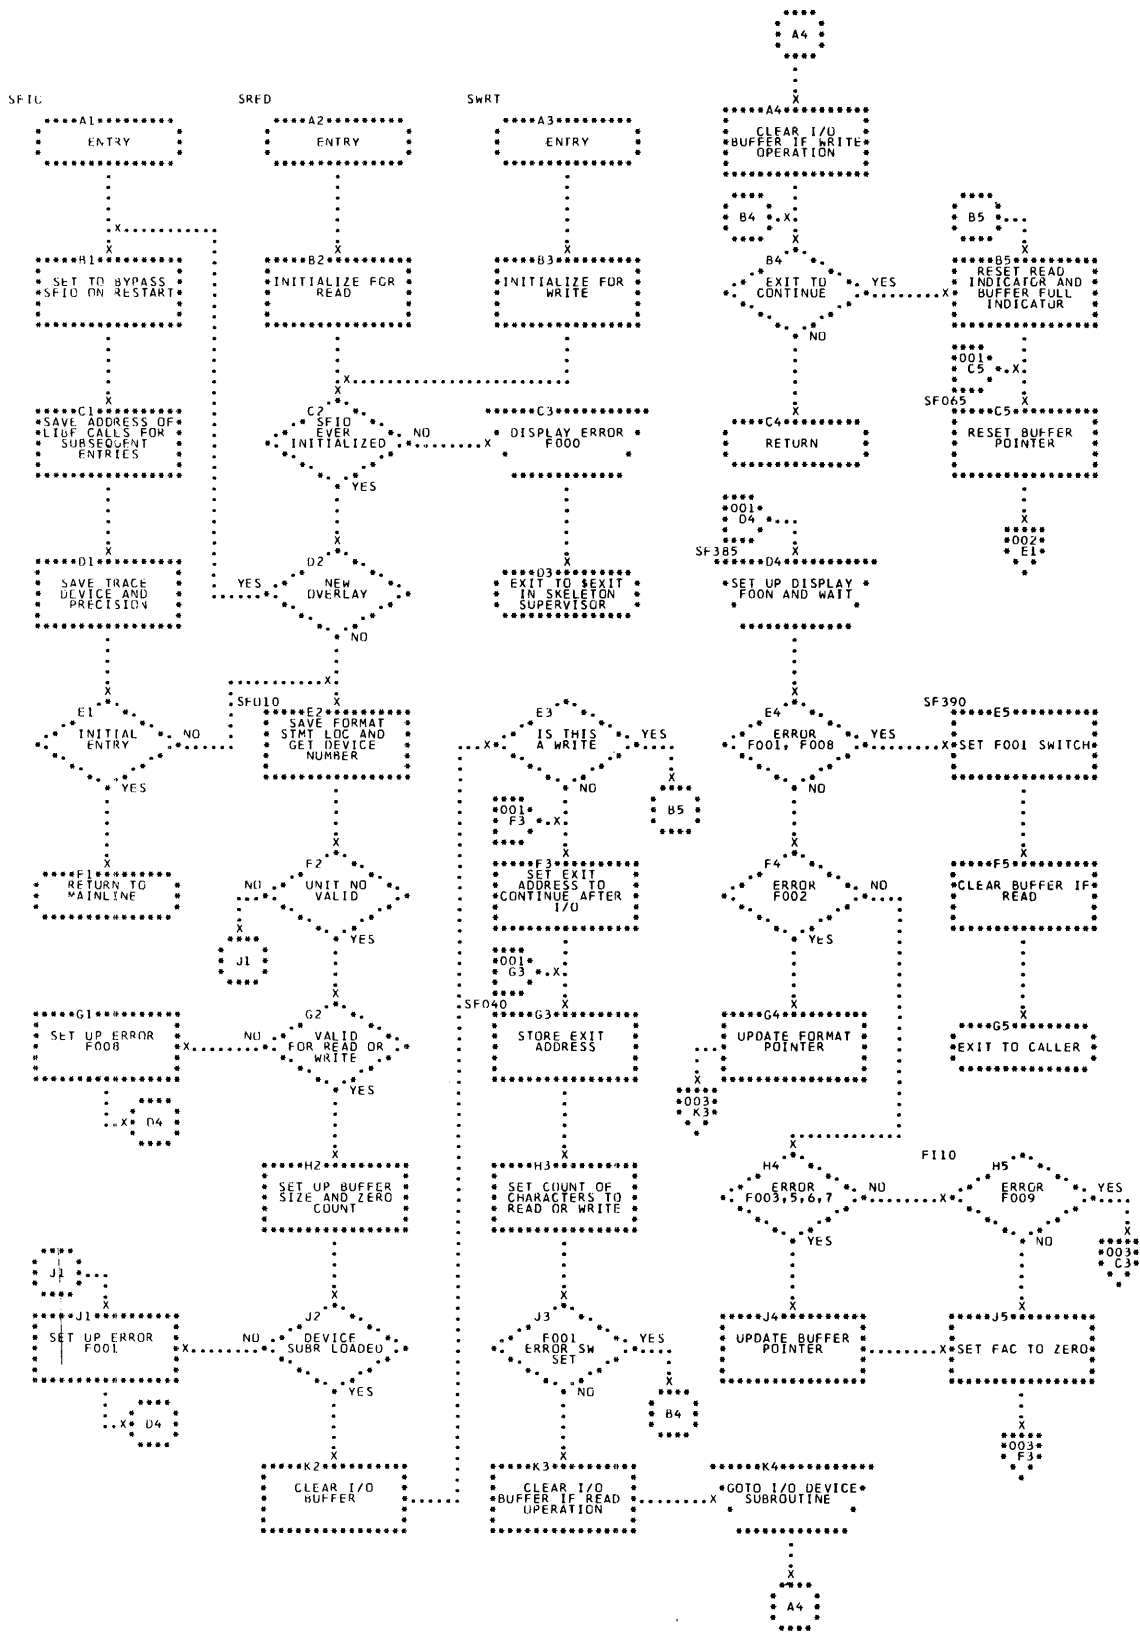 A4
SFIO
SRED
SWRT
A1
ENTRY
A2
ENTRY
A3
ENTRY
A4
CLEAR I/O
BUFFER IF WRITE
OPERATION
B4
B5
B1
SET TO BYPASS
SFIO ON RESTART
B2
INITIALIZE FOR
READ
B3
INITIALIZE FOR
WRITE
B4
EXIT TO
CONTINUE
YES
NO
B5
RESET READ
INDICATOR AND
BUFFER FULL
INDICATOR
001
C5
SF065
C1
SAVE ADDRESS OF
LIBF CALLS FOR
SUBSEQUENT
ENTRIES
C2
SFIO
EVER
INITIALIZED
NO
YES
C3
DISPLAY ERROR
F000
C4
RETURN
C5
RESET BUFFER
POINTER
001
D4
SF385
002
E1
D1
SAVE TRACE
DEVICE AND
PRECISION
YES
D2
NEW
OVERLAY
NO
D3
EXIT TO $EXIT
IN SKELETON
SUPERVISOR
D4
SET UP DISPLAY
F00N AND WAIT
E1
INITIAL
ENTRY
NO
YES
SF010
E2
SAVE FORMAT
STMT LOC AND
GET DEVICE
NUMBER
E3
IS THIS
A WRITE
YES
NO
B5
E4
ERROR
F001, F008
YES
NO
SF390
E5
SET F001 SWITCH
001
F3
F1
RETURN TO
MAINLINE
NO
F2
UNIT NO
VALID
YES
J1
F3
SET EXIT
ADDRESS TO
CONTINUE AFTER
I/O
F4
ERROR
F002
NO
YES
F5
CLEAR BUFFER IF
READ
001
G3
SF040
G1
SET UP ERROR
F008
NO
G2
VALID
FOR READ OR
WRITE
YES
D4
G3
STORE EXIT
ADDRESS
G4
UPDATE FORMAT
POINTER
003
K3
G5
EXIT TO CALLER
H2
SET UP BUFFER
SIZE AND ZERO
COUNT
H3
SET COUNT OF
CHARACTERS TO
READ OR WRITE
H4
ERROR
F003,5,6,7
NO
YES
FI10
H5
ERROR
F009
YES
NO
003
C3
J1
J1
SET UP ERROR
F001
NO
J2
DEVICE
SUBR LOADED
YES
D4
J3
F001
ERROR SW
SET
YES
NO
B4
J4
UPDATE BUFFER
POINTER
J5
SET FAC TO ZERO
003
F3
K2
CLEAR I/O
BUFFER
K3
CLEAR I/O
BUFFER IF READ
OPERATION
K4
GOTO I/O DEVICE
SUBROUTINE
A4